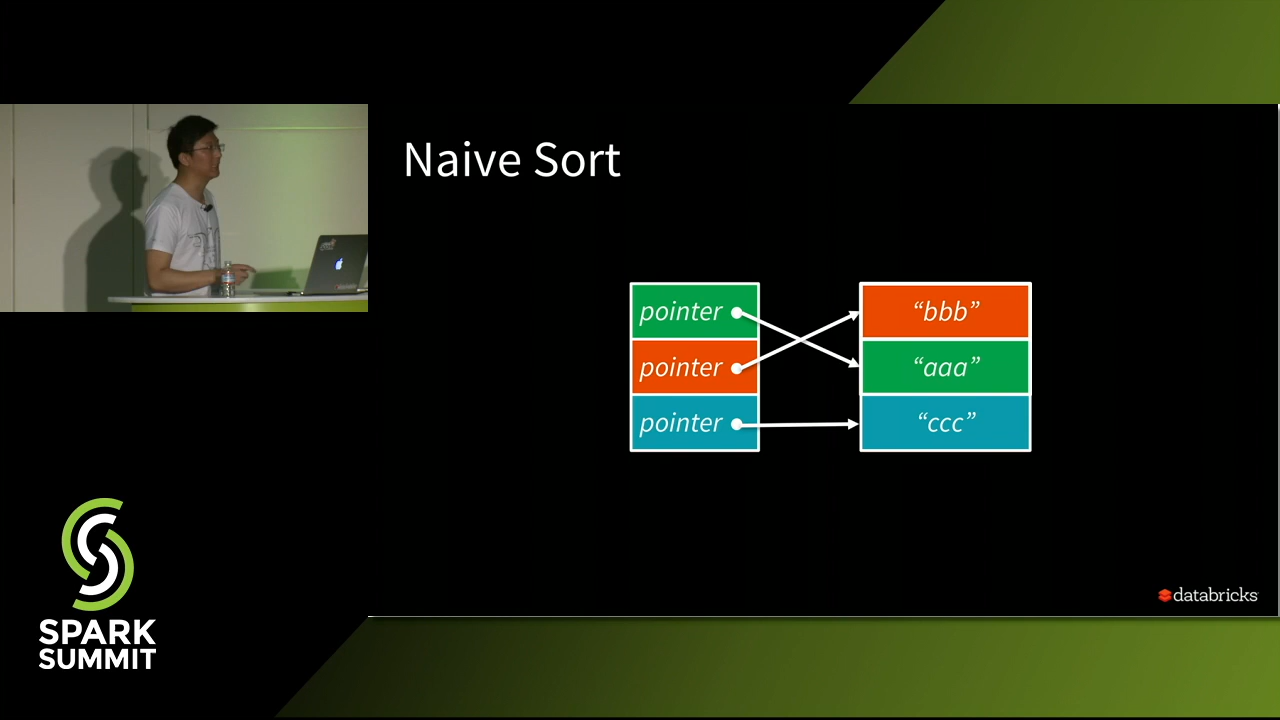 Naive Sort
pointer
pointer
pointer
“bbb”
“aaa”
“ccc”
databricks
SPARK
SUMMIT